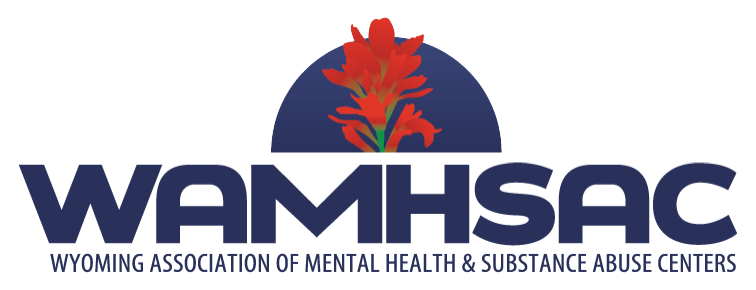 WAMHSAC
WYOMING ASSOCIATION OF MENTAL HEALTH & SUBSTANCE ABUSE CENTERS